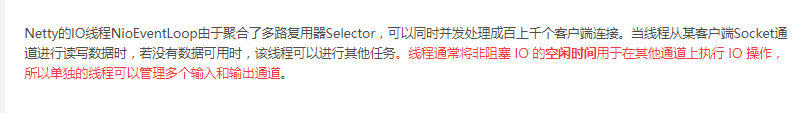 Netty的IO线程NioEventLoop由于聚合了多路复用器Selector，可以同时并发处理成百上千个客户端连接。当线程从某客户端Socket通
道进行读写数据时，若没有数据可用时，该线程可以进行其他任务。线程通常将非阻塞 IO 的空闲时间用于在其他通道上执行 IO 操作，
所以单独的线程可以管理多个输入和输出通道。